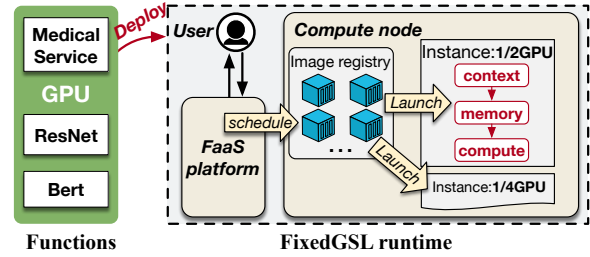 Medical
Service
GPU
ResNet
Bert
Functions
Deploy
User
FaaS
platform
schedule
Compute node
Image registry
...
Launch
Launch
Instance:1/2GPU
context
memory
compute
Instance:1/4GPU
FixedGSL runtime